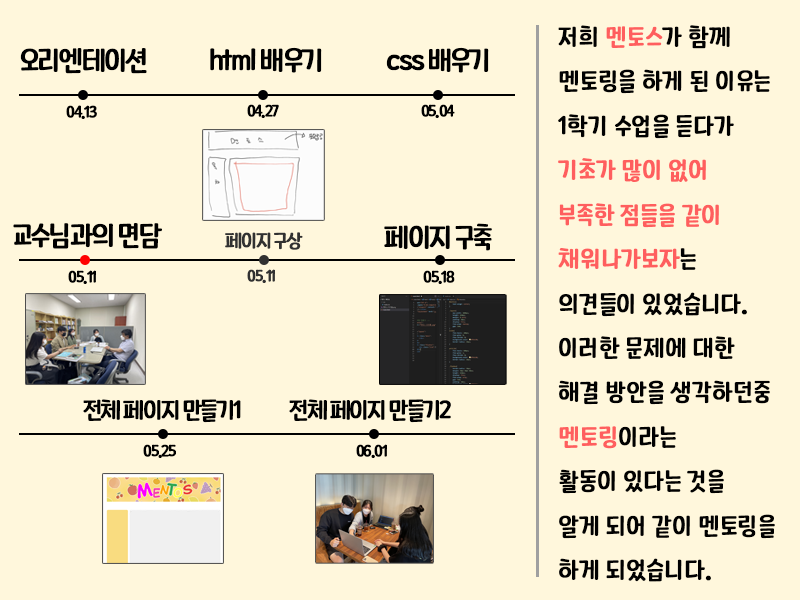 오리엔테이션
html 배우기
css 배우기
04.13
04.27
05.04
교수님과의 면담
페이지 구상
페이지 구축
05.11
05.11
05.18
전체 페이지 만들기1
전체 페이지 만들기2
05.25
06.01
MENTOS
저희 멘토스가 함께
멘토링을 하게 된 이유는
1학기 수업을 듣다가
기초가 많이 없어
부족한 점들을 같이
채워나가보자는
의견들이 있었습니다.
이러한 문제에 대한
해결 방안을 생각하던중
멘토링이라는
활동이 있다는 것을
알게 되어 같이 멘토링을
하게 되었습니다.